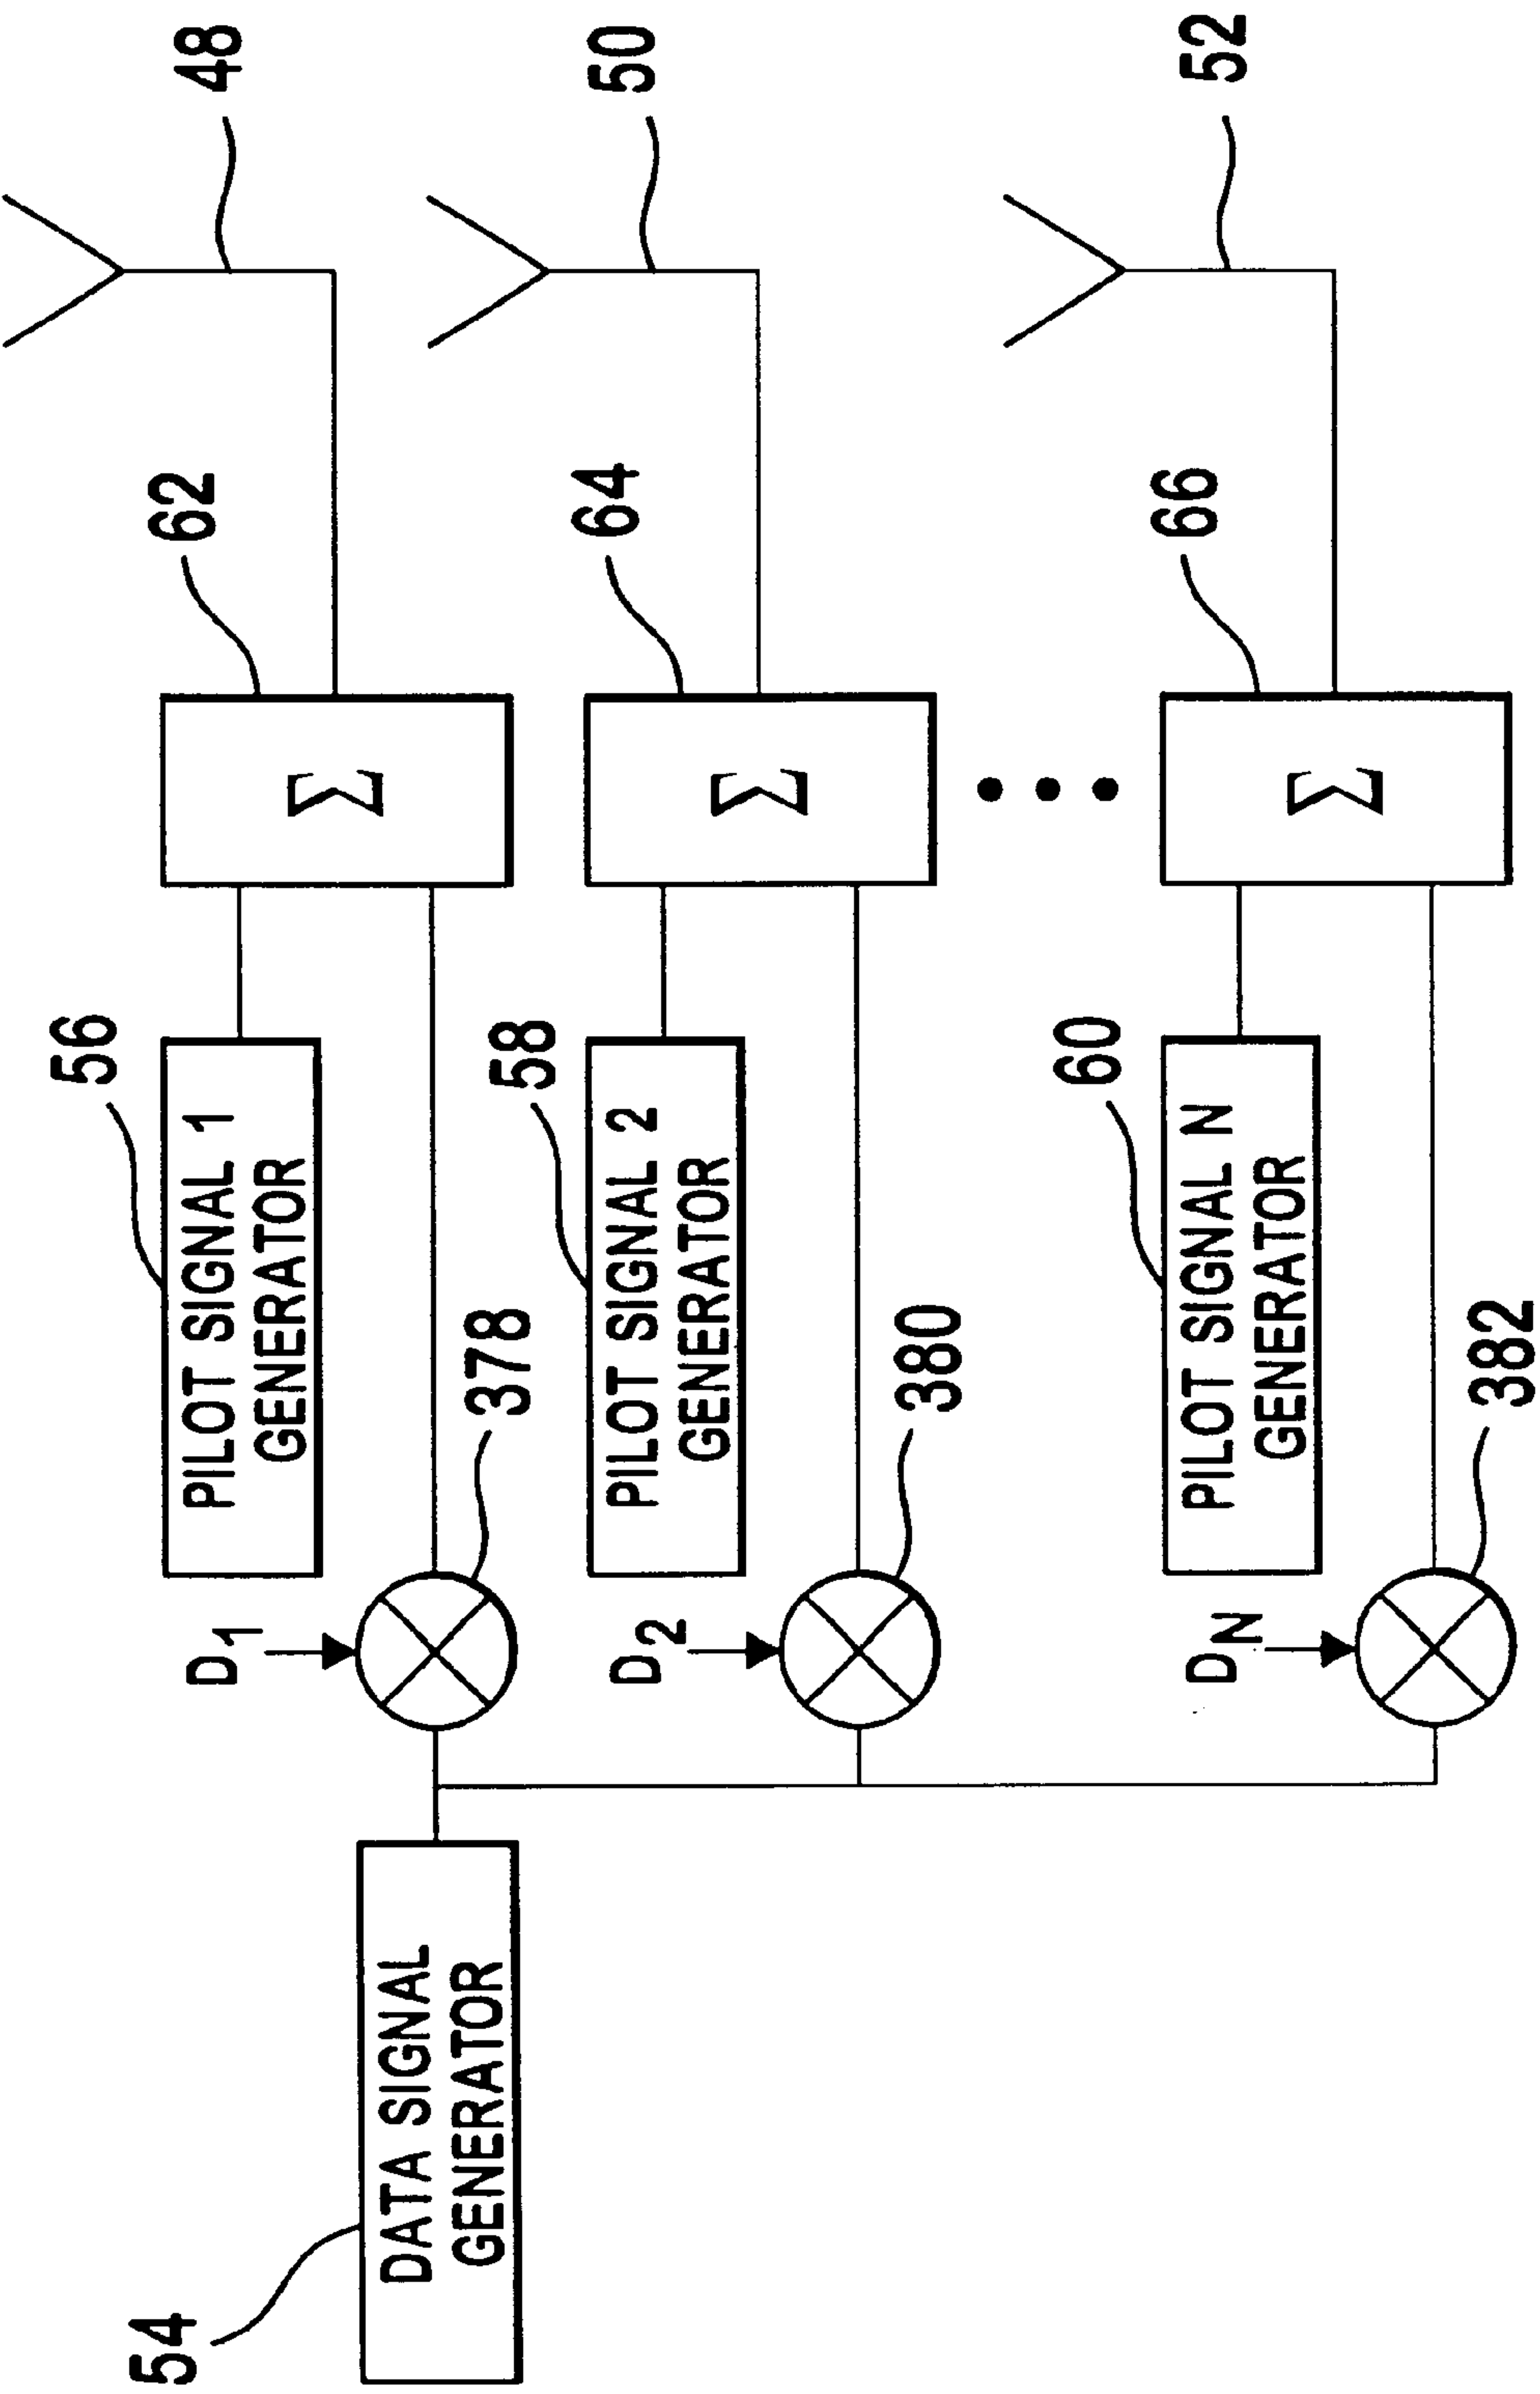 54
DATA SIGNAL
GENERATOR
D1
378
56
PILOT SIGNAL 1
GENERATOR
62
Σ
48
D2
380
58
PILOT SIGNAL 2
GENERATOR
64
Σ
50
DN
382
60
PILOT SIGNAL N
GENERATOR
66
Σ
52